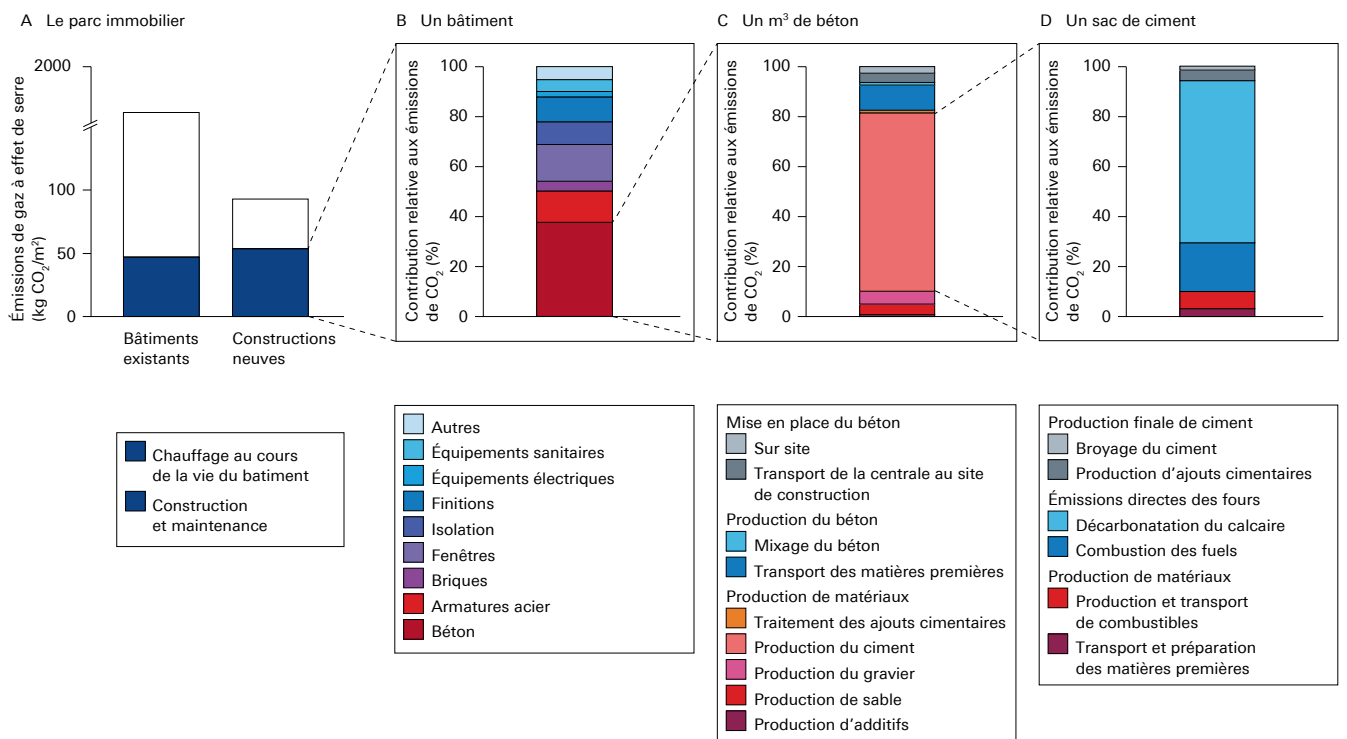 A Le parc immobilier
Émissions de gaz à effet de serre
(kg CO₂/m²)
2000
100
50
0
Bâtiments
existants
Constructions
neuves
Chauffage au cours
de la vie du batiment
Construction
et maintenance
B Un bâtiment
Contribution relative aux émissions
de CO₂ (%)
100
80
60
40
20
0
Autres
Équipements sanitaires
Équipements électriques
Finitions
Isolation
Fenêtres
Briques
Armatures acier
Béton
C Un m³ de béton
Contribution relative aux émissions
de CO₂ (%)
100
80
60
40
20
0
Mise en place du béton
Sur site
Transport de la centrale au site
de construction
Production du béton
Mixage du béton
Transport des matières premières
Production de matériaux
Traitement des ajouts cimentaires
Production du ciment
Production du gravier
Production de sable
Production d'additifs
D Un sac de ciment
Contribution relative aux émissions
de CO₂ (%)
100
80
60
40
20
0
Production finale de ciment
Broyage du ciment
Production d'ajouts cimentaires
Émissions directes des fours
Décarbonatation du calcaire
Combustion des fuels
Production de matériaux
Production et transport
de combustibles
Transport et préparation
des matières premières